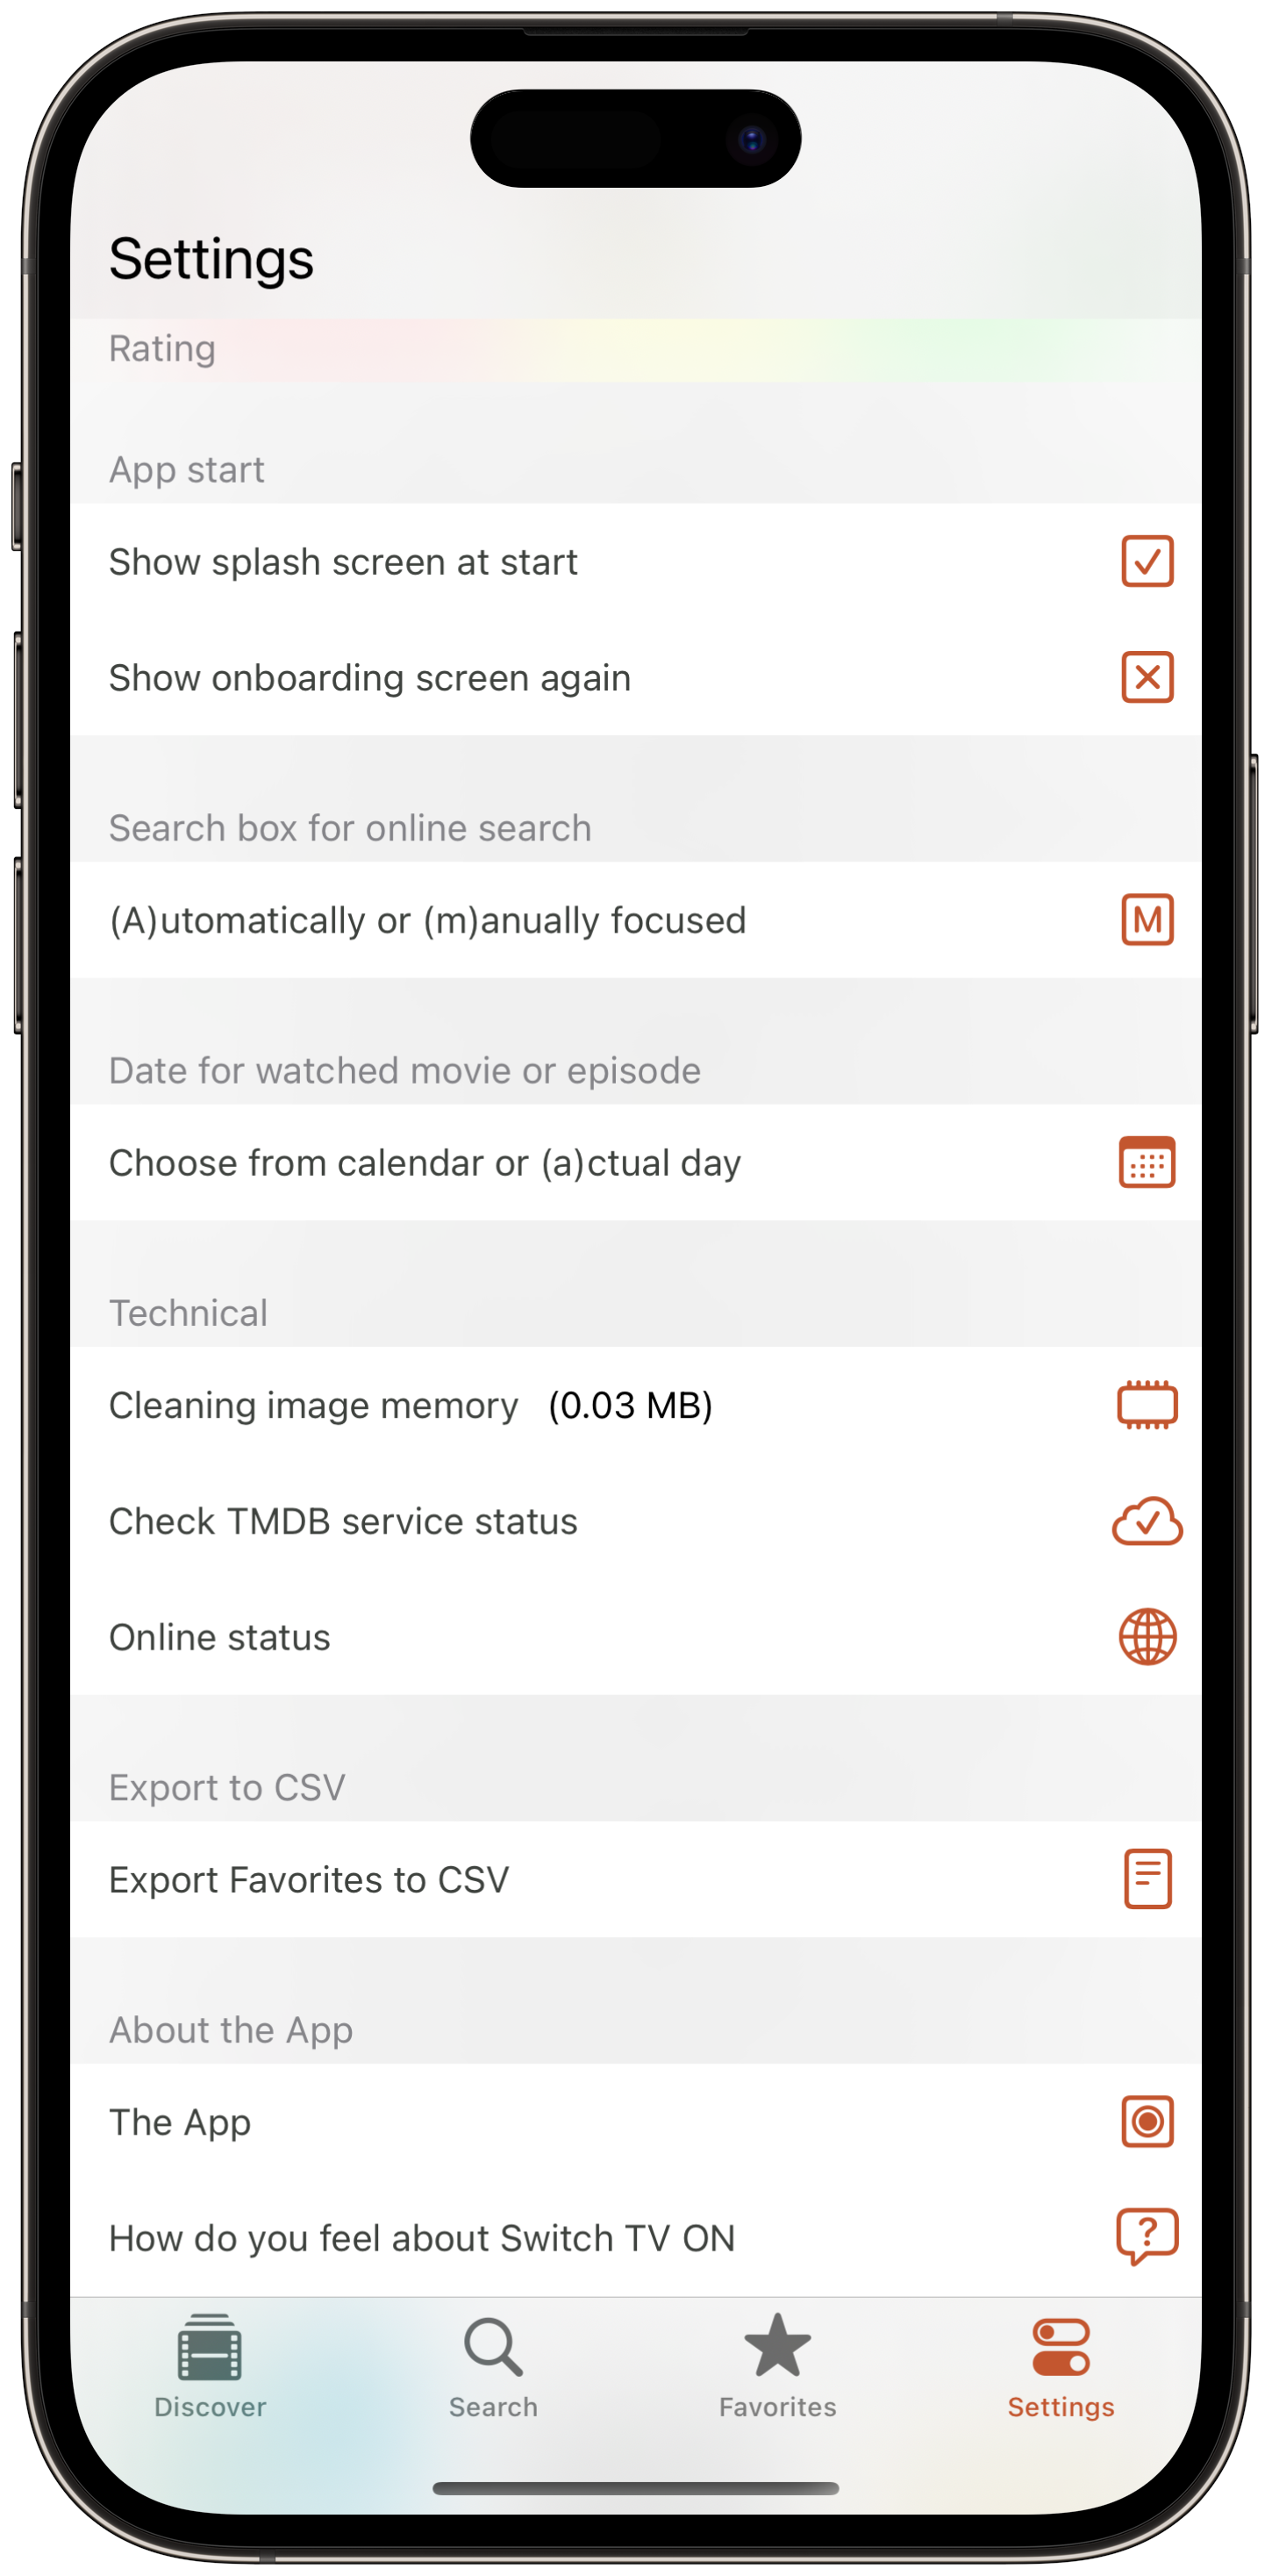 Settings
Rating
App start
Show splash screen at start
Show onboarding screen again
Search box for online search
(A)utomatically or (m)anually focused
M
Date for watched movie or episode
Choose from calendar or (a)ctual day
Technical
Cleaning image memory (0.03 MB)
Check TMDB service status
Online status
Export to CSV
Export Favorites to CSV
About the App
The App
How do you feel about Switch TV ON
?
Discover
Search
Favorites
Settings